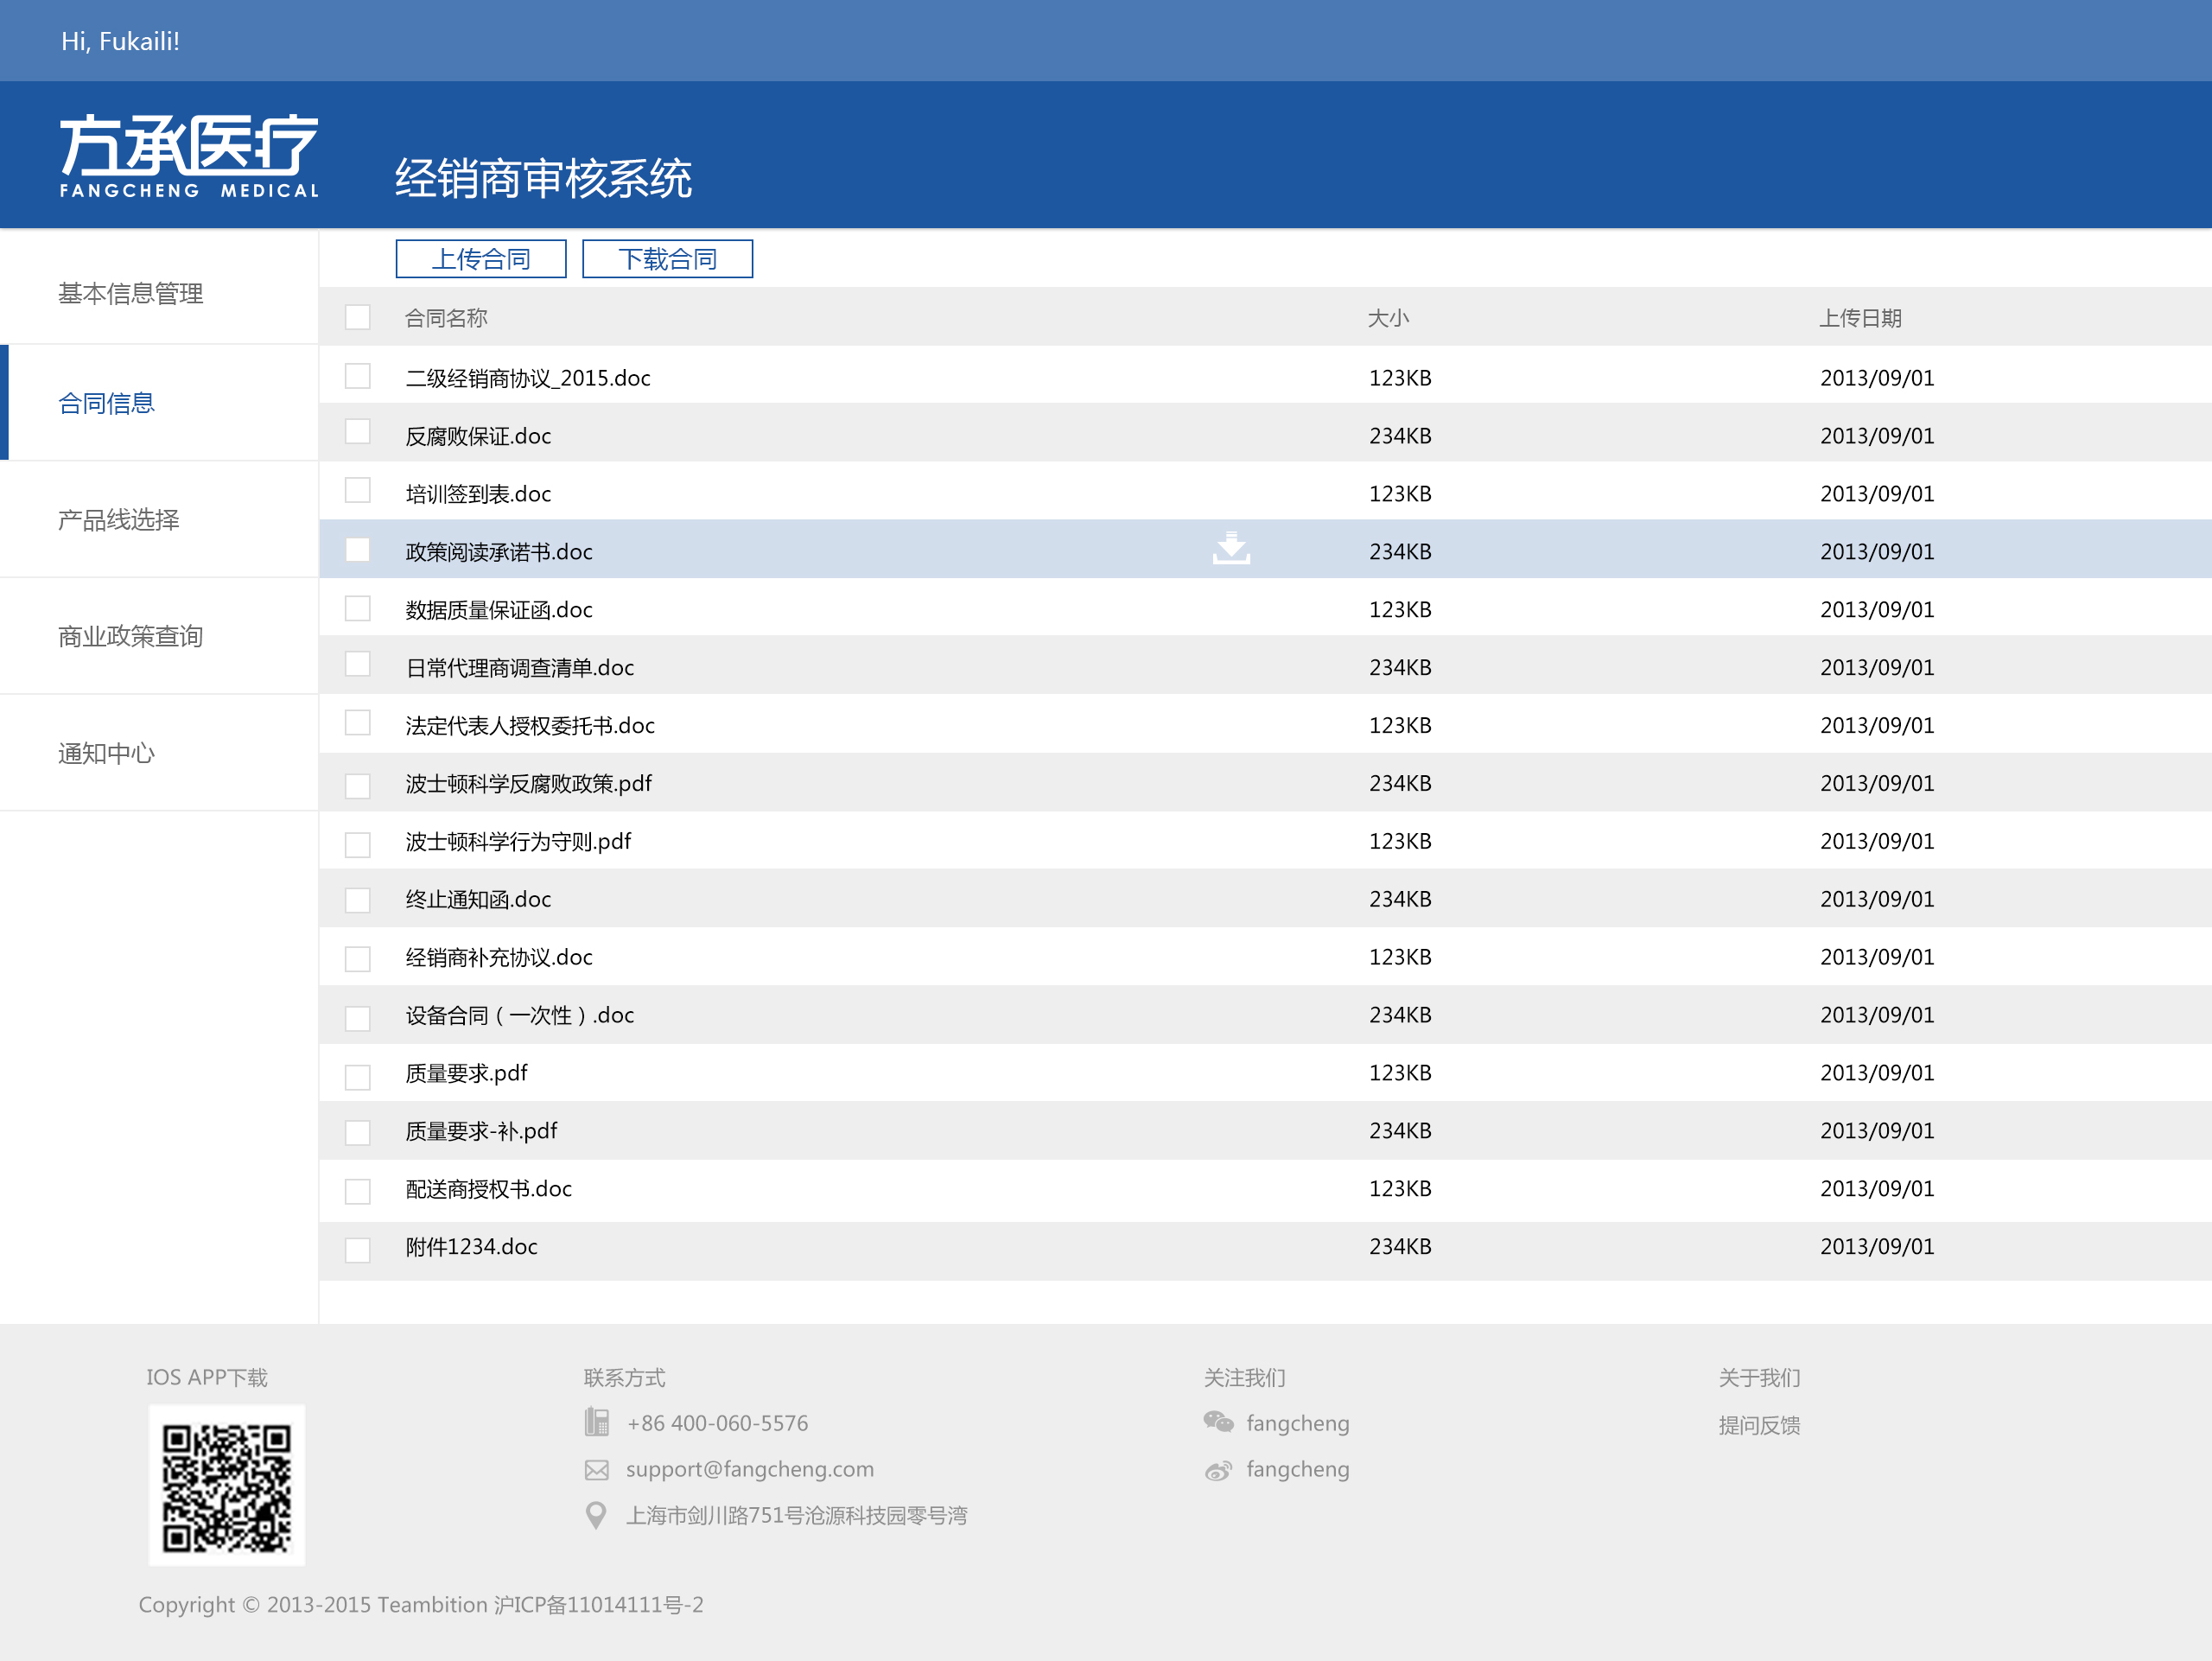 Hi, Fukaili!
方承医疗
FANGCHENG MEDICAL
经销商审核系统
上传合同 下载合同
基本信息管理
合同信息
产品线选择
商业政策查询
通知中心
合同名称 大小 上传日期
二级经销商协议_2015.doc 123KB 2013/09/01
反腐败保证.doc 234KB 2013/09/01
培训签到表.doc 123KB 2013/09/01
政策阅读承诺书.doc 234KB 2013/09/01
数据质量保证函.doc 123KB 2013/09/01
日常代理商调查清单.doc 234KB 2013/09/01
法定代表人授权委托书.doc 123KB 2013/09/01
波士顿科学反腐败政策.pdf 234KB 2013/09/01
波士顿科学行为守则.pdf 123KB 2013/09/01
终止通知函.doc 234KB 2013/09/01
经销商补充协议.doc 123KB 2013/09/01
设备合同（一次性）.doc 234KB 2013/09/01
质量要求.pdf 123KB 2013/09/01
质量要求-补.pdf 234KB 2013/09/01
配送商授权书.doc 123KB 2013/09/01
附件1234.doc 234KB 2013/09/01
IOS APP下载
联系方式
+86 400-060-5576
support@fangcheng.com
上海市剑川路751号沧源科技园零号湾
关注我们
fangcheng
fangcheng
关于我们
提问反馈
Copyright © 2013-2015 Teambition 沪ICP备11014111号-2